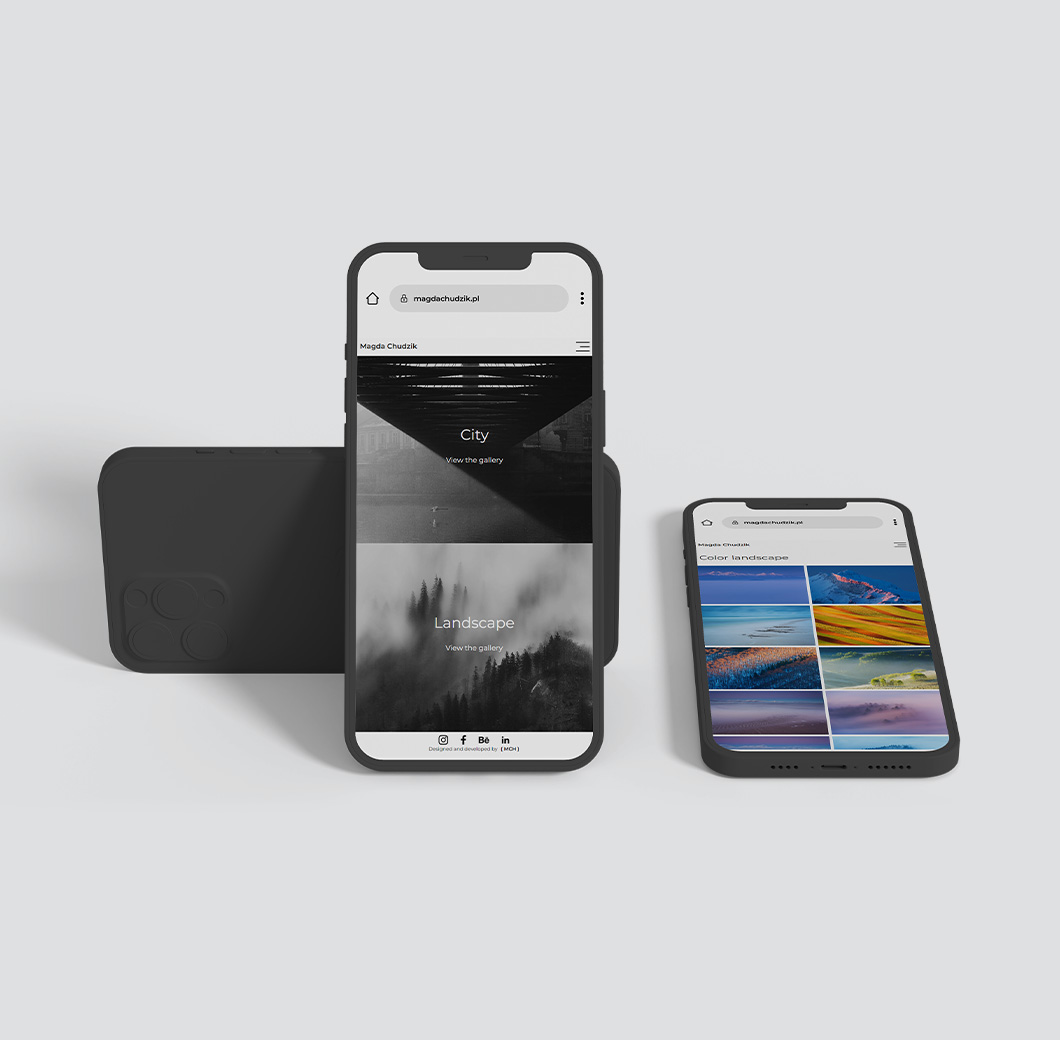 magdachudzik.pl
Magda Chudzik
City
View the gallery
Landscape
View the gallery
Bē in
Designed and developed by { MCH }
magdachudzik.pl
Magda Chudzik
Color landscape